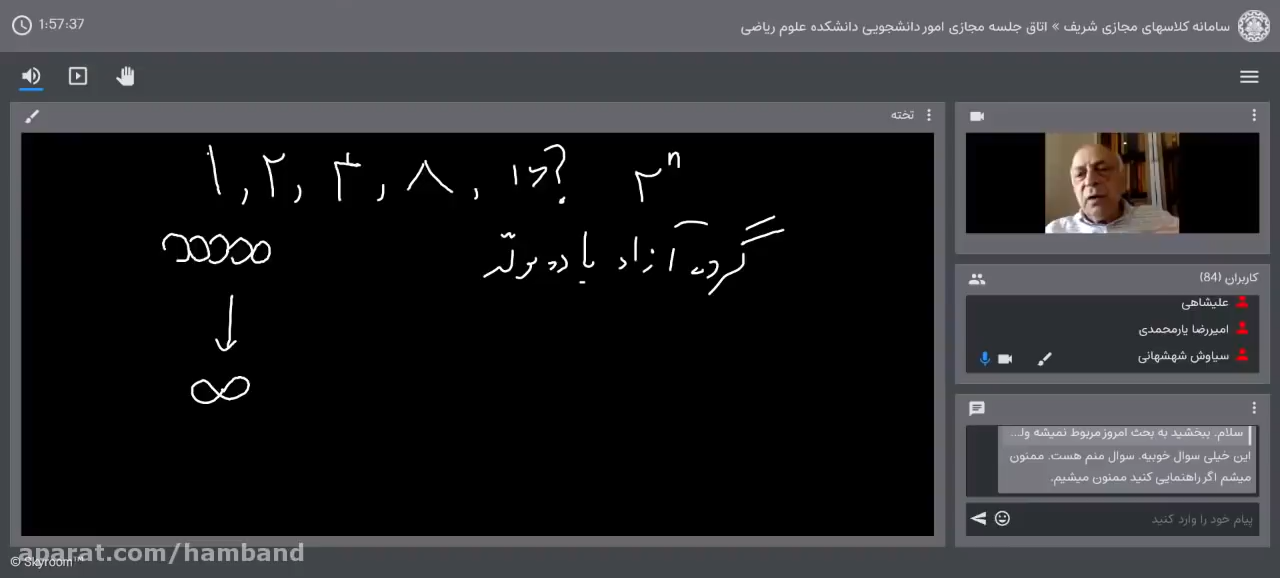 1:57:37
سامانه کلاسهای مجازی شریف » اتاق جلسه مجازی امور دانشجویی دانشکده علوم ریاضی
تخته
۱, ۲, ۴, ۸, ۱۶? ۲ⁿ
گروه آزاد با دو مولد
∞
کاربران (84)
علیشاهی
امیررضا یارمحمدی
سیاوش شهشهانی
سلام. ببخشید به بحث امروز مربوط نمیشه ول...
این خیلی سوال خوبیه. سوال منم هست. ممنون
میشم اگر راهنمایی کنید ممنون میشیم.
پیام خود را وارد کنید
aparat.com/hamband
© Skyroom™